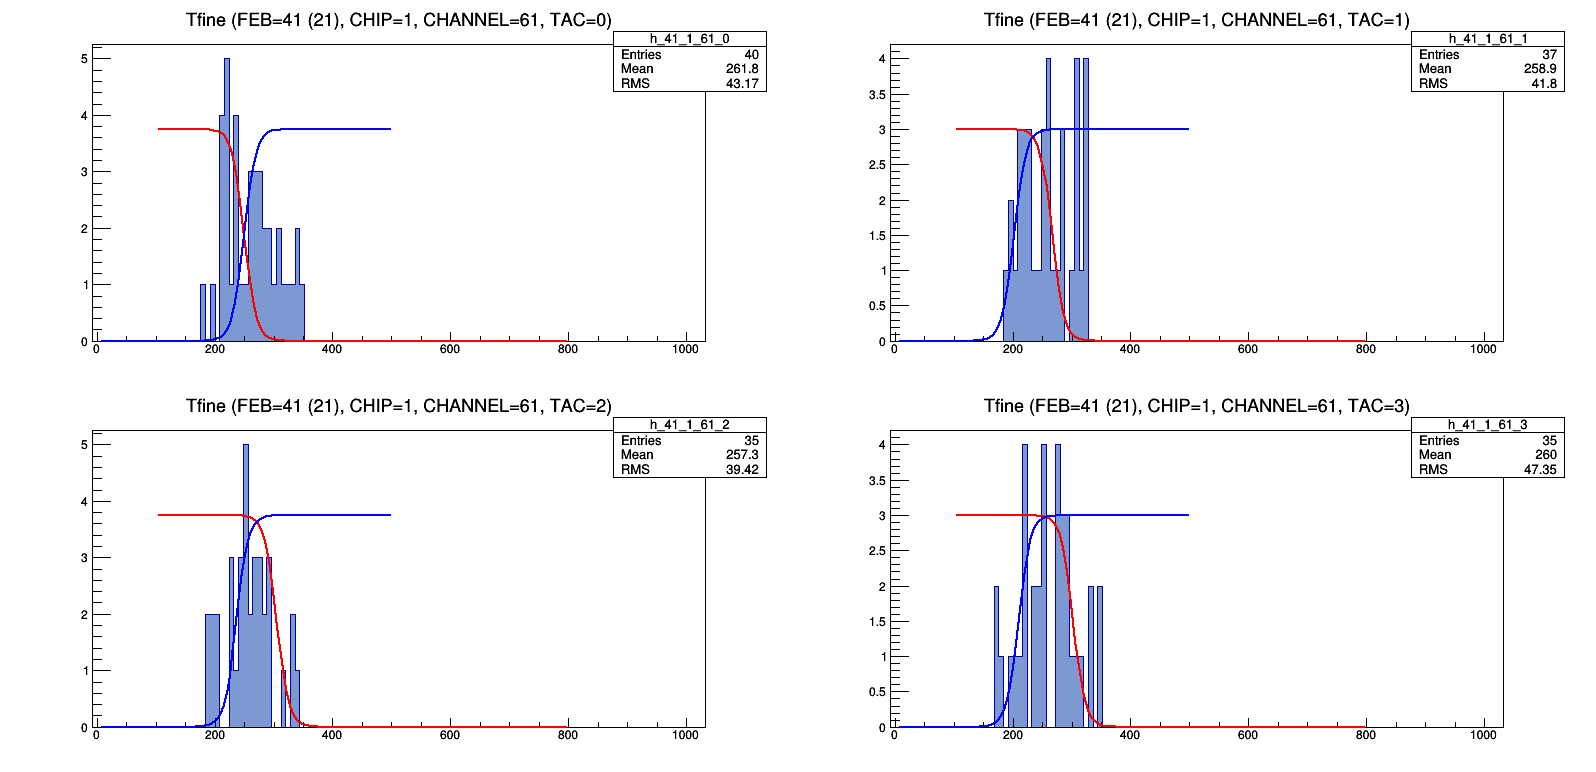 Tfine (FEB=41 (21), CHIP=1, CHANNEL=61, TAC=0)
h_41_1_61_0
Entries 40
Mean 261.8
RMS 43.17
5
4
3
2
1
0
0 200 400 600 800 1000
Tfine (FEB=41 (21), CHIP=1, CHANNEL=61, TAC=1)
h_41_1_61_1
Entries 37
Mean 258.9
RMS 41.8
4
3.5
3
2.5
2
1.5
1
0.5
0
0 200 400 600 800 1000
Tfine (FEB=41 (21), CHIP=1, CHANNEL=61, TAC=2)
h_41_1_61_2
Entries 35
Mean 257.3
RMS 39.42
5
4
3
2
1
0
0 200 400 600 800 1000
Tfine (FEB=41 (21), CHIP=1, CHANNEL=61, TAC=3)
h_41_1_61_3
Entries 35
Mean 260
RMS 47.35
4
3.5
3
2.5
2
1.5
1
0.5
0
0 200 400 600 800 1000